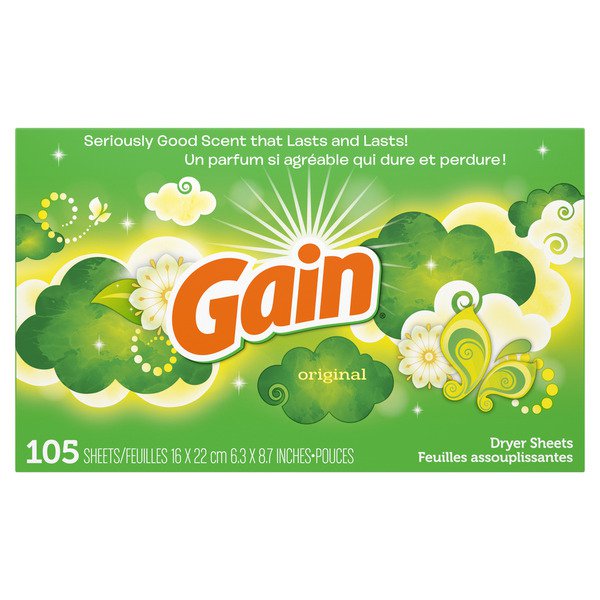 Seriously Good Scent that Lasts and Lasts!
Un parfum si agréable qui dure et perdure!
Gain®
original
105 SHEETS/FEUILLES 16 X 22 cm 6.3 X 8.7 INCHES•POUCES
Dryer Sheets
Feuilles assouplissantes